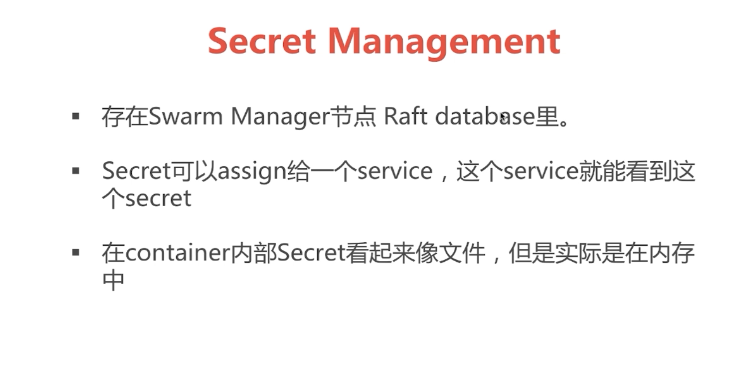 Secret Management
▪ 存在Swarm Manager节点 Raft database里。
▪ Secret可以assign给一个service，这个service就能看到这
个secret
▪ 在container内部Secret看起来像文件，但是实际是在内存
中